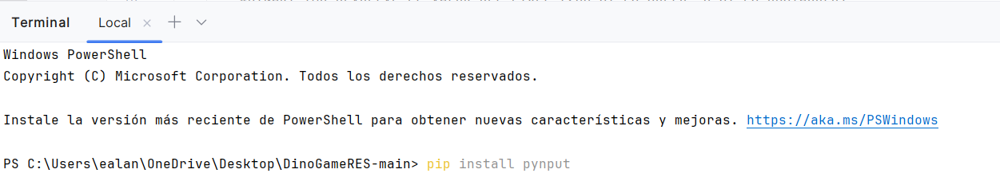 Terminal Local
Windows PowerShell
Copyright (C) Microsoft Corporation. Todos los derechos reservados.
Instale la versión más reciente de PowerShell para obtener nuevas características y mejoras. https://aka.ms/PSWindows
PS C:\Users\ealan\OneDrive\Desktop\DinoGameRES-main> pip install pynput